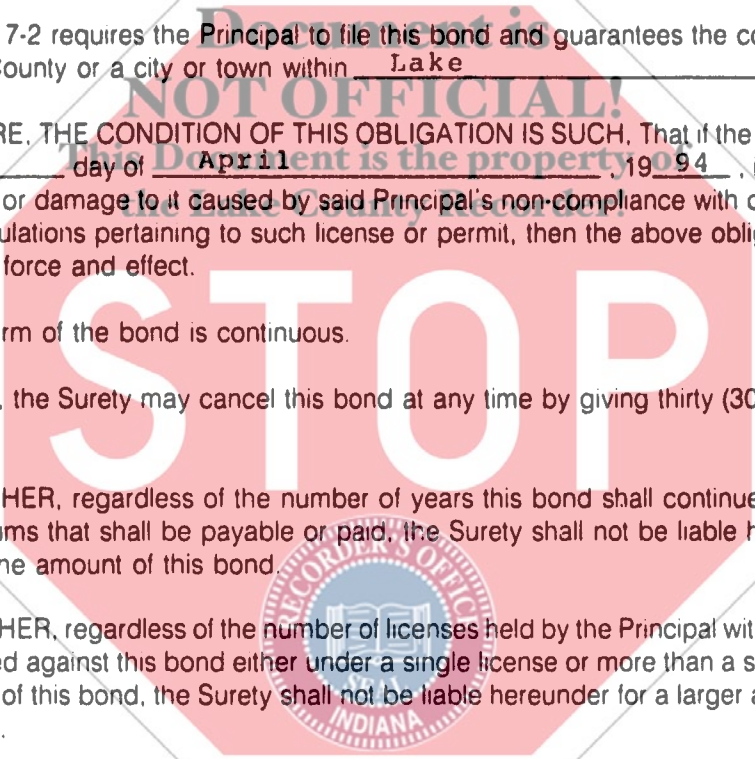 7-2 requires the Principal to file this bond and guarantees the co
County or a city or town within Lake
RE, THE CONDITION OF THIS OBLIGATION IS SUCH, That if the
day of April , 19 94 ,
or damage to it caused by said Principal's non-compliance with
ulations pertaining to such license or permit, then the above obli
force and effect.
rm of the bond is continuous.
, the Surety may cancel this bond at any time by giving thirty (30
HER, regardless of the number of years this bond shall continue
ms that shall be payable or paid, the Surety shall not be liable h
ne amount of this bond.
HER, regardless of the number of licenses held by the Principal wit
ed against this bond either under a single license or more than a s
of this bond, the Surety shall not be liable hereunder for a larger a
Document is
NOT OFFICIAL!
This Document is the property of
the Lake County Recorder!
STOP
RECORDER'S OFFICE
SEAL
INDIANA